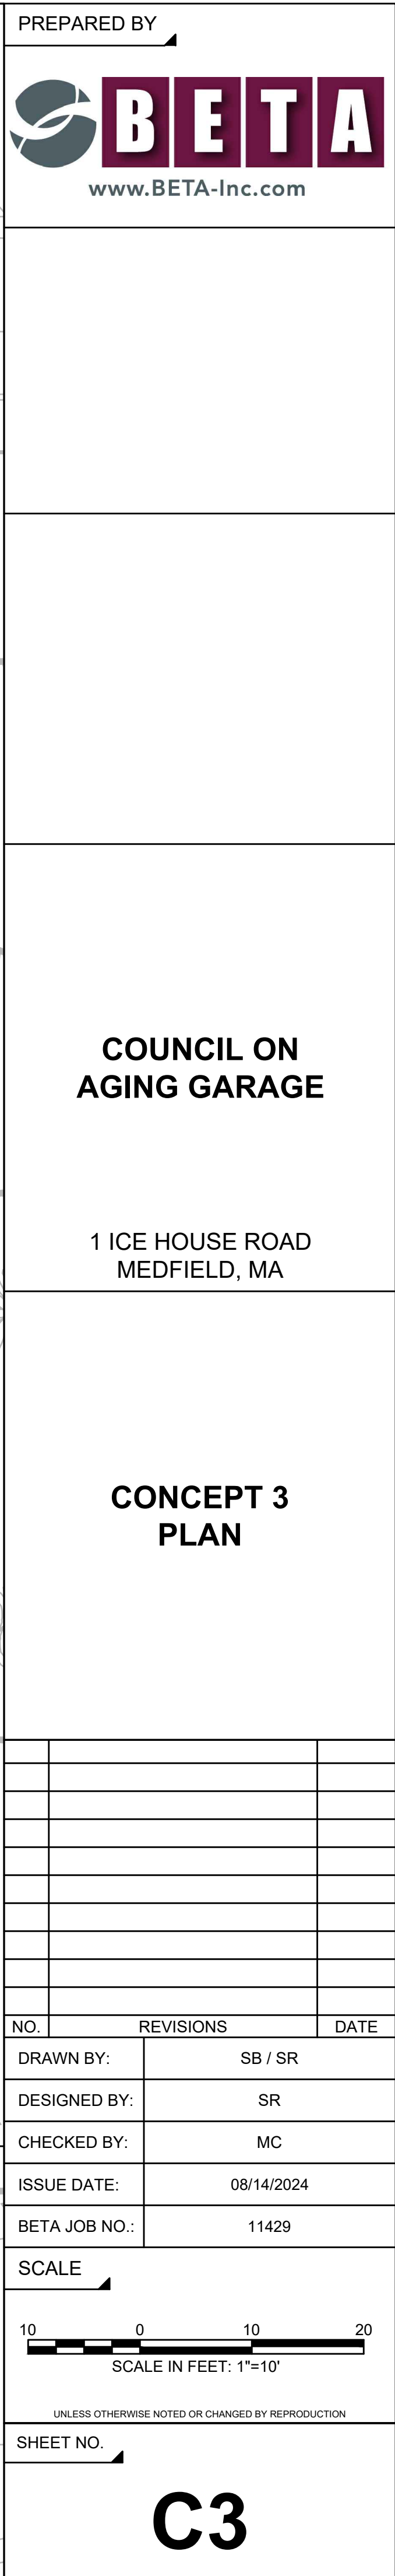 PREPARED BY
BETA
www.BETA-Inc.com
COUNCIL ON
AGING GARAGE
1 ICE HOUSE ROAD
MEDFIELD, MA
CONCEPT 3
PLAN
NO. REVISIONS DATE
DRAWN BY: SB / SR
DESIGNED BY: SR
CHECKED BY: MC
ISSUE DATE: 08/14/2024
BETA JOB NO.: 11429
SCALE
10 0 10 20
SCALE IN FEET: 1"=10'
UNLESS OTHERWISE NOTED OR CHANGED BY REPRODUCTION
SHEET NO.
C3